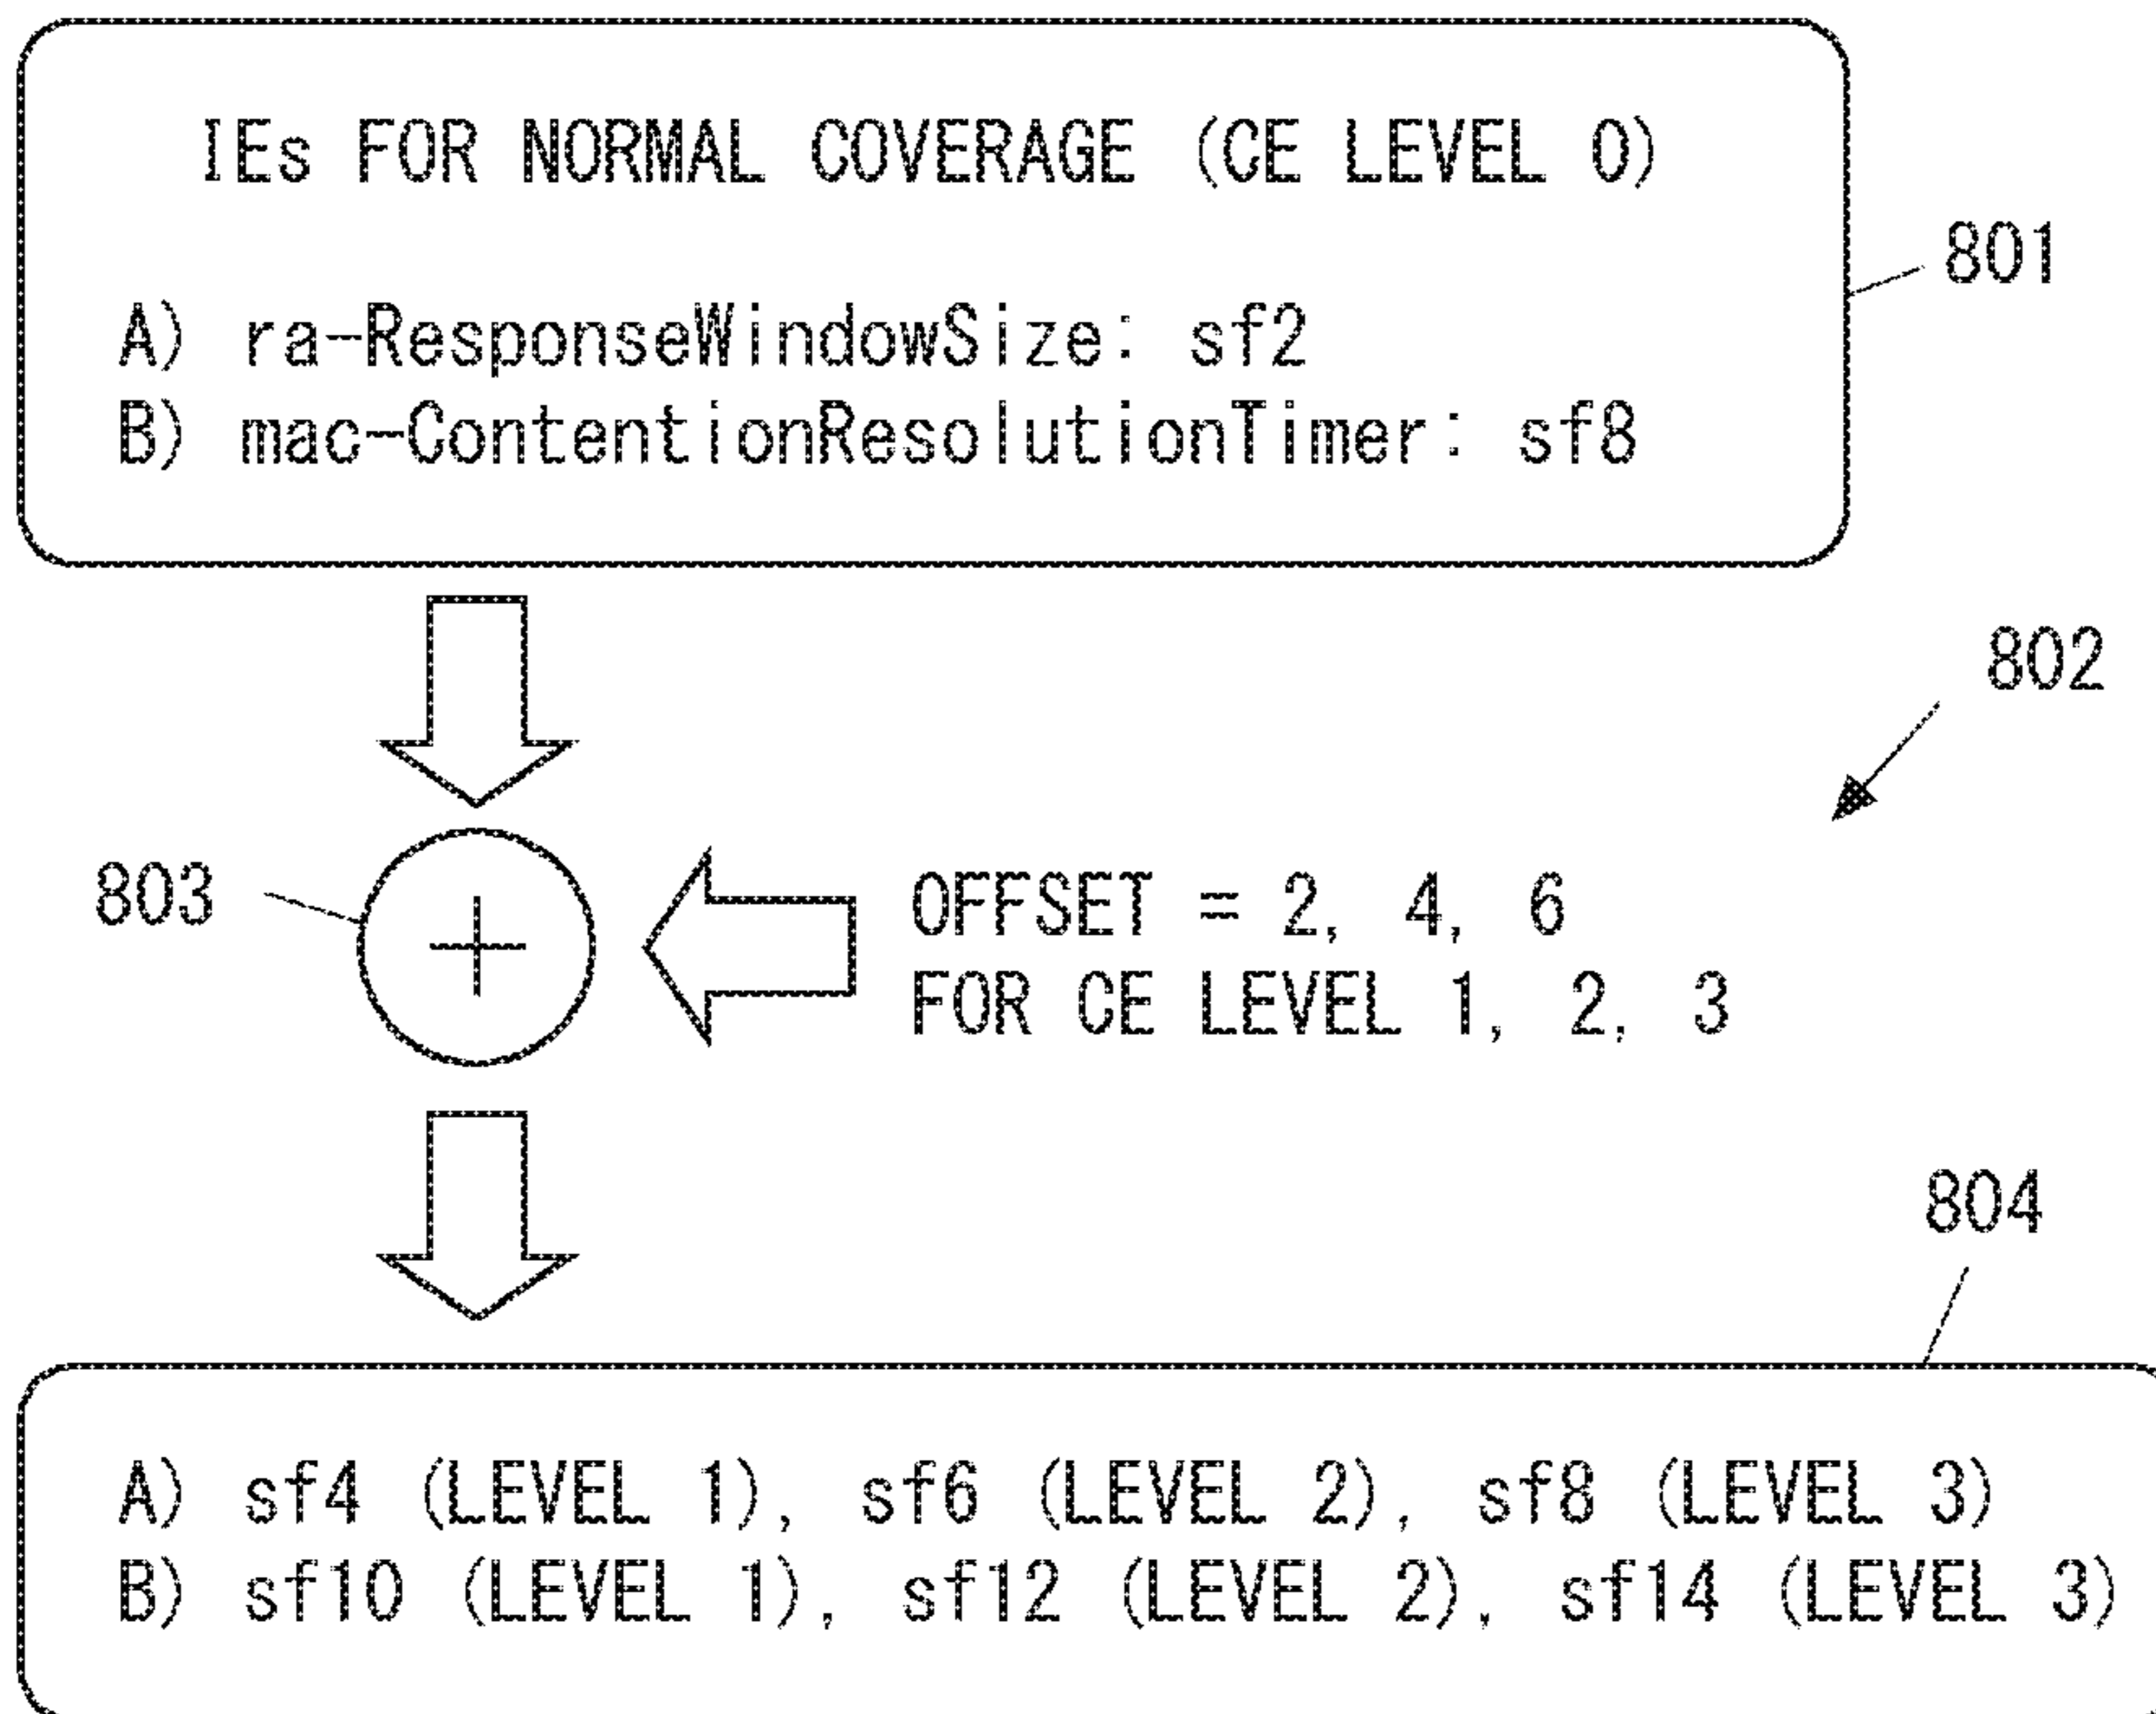 IEs FOR NORMAL COVERAGE (CE LEVEL 0)
A) ra-ResponseWindowSize: sf2
B) mac-ContentionResolutionTimer: sf8
801
802
803
OFFSET = 2, 4, 6
FOR CE LEVEL 1, 2, 3
804
A) sf4 (LEVEL 1), sf6 (LEVEL 2), sf8 (LEVEL 3)
B) sf10 (LEVEL 1), sf12 (LEVEL 2), sf14 (LEVEL 3)